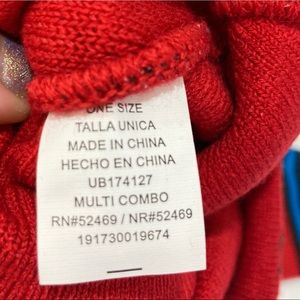 ONE SIZE
TALLA UNICA
MADE IN CHINA
HECHO EN CHINA
UB174127
MULTI COMBO
RN#52469 / NR#52469
191730019674